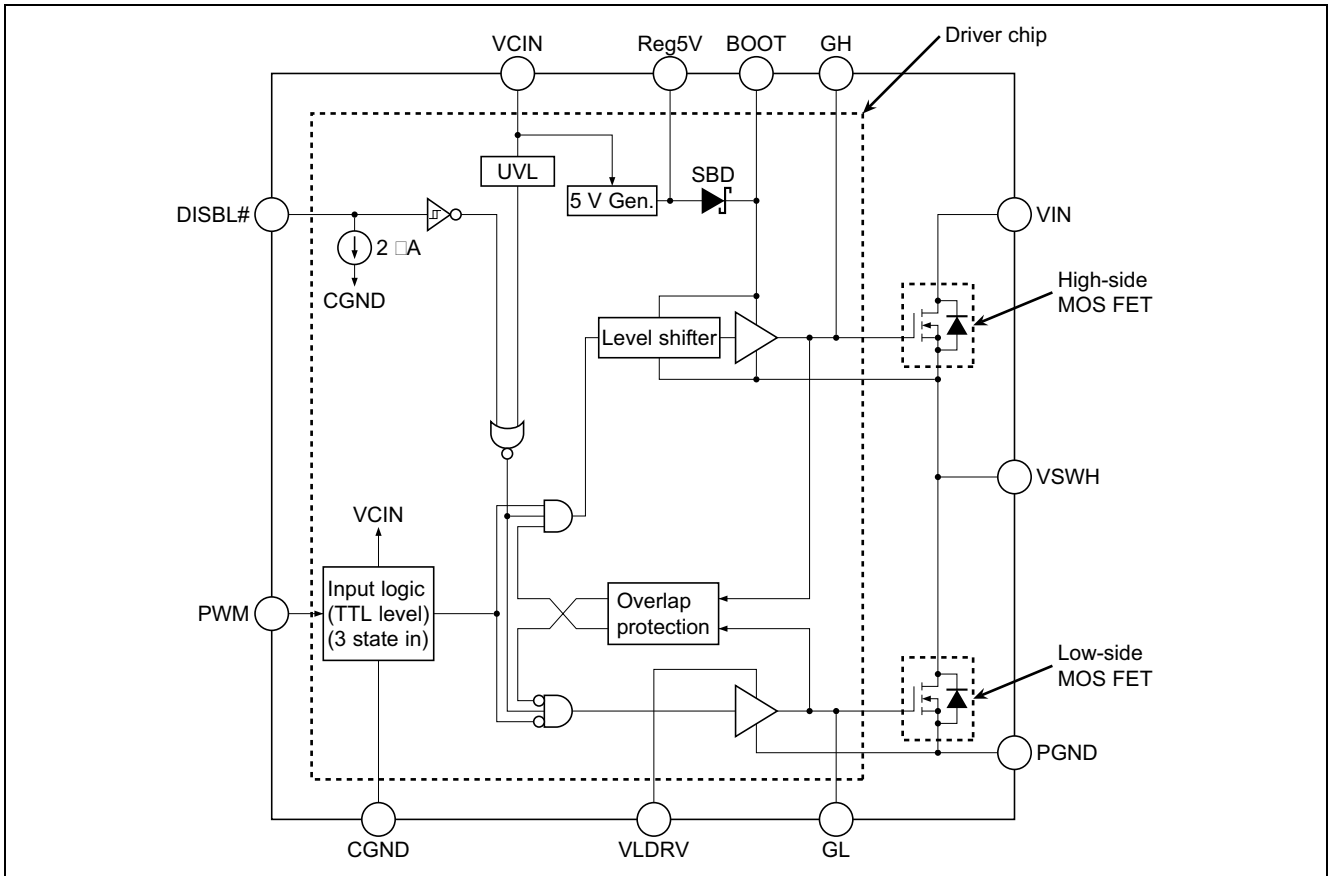 VCIN
Reg5V
BOOT
GH
Driver chip
UVL
SBD
5 V Gen.
DISBL#
2 □A
CGND
VIN
High-side
MOS FET
Level shifter
VSWH
VCIN
PWM
Input logic
(TTL level)
(3 state in)
Overlap
protection
Low-side
MOS FET
PGND
CGND
VLDRV
GL